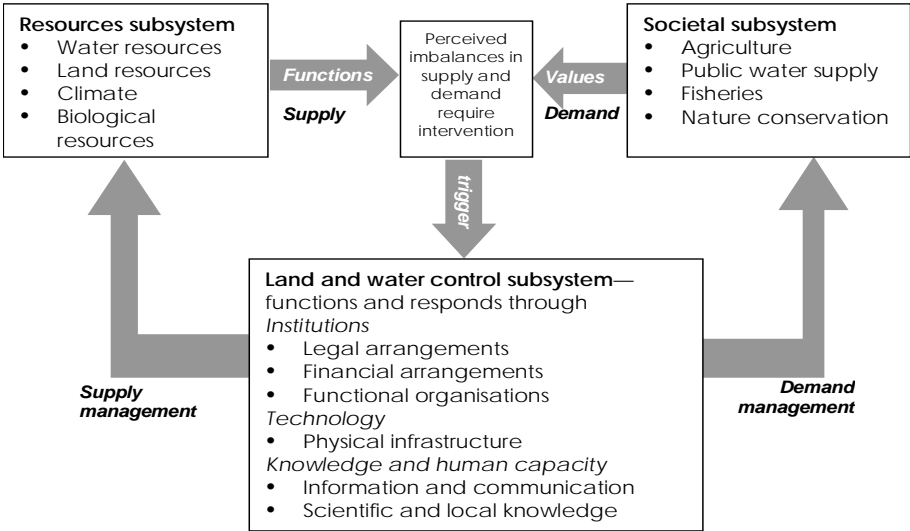 Resources subsystem
• Water resources
• Land resources
• Climate
• Biological
resources
Functions
Supply
Perceived
imbalances in
supply and
demand
require
intervention
Values
Demand
Societal subsystem
• Agriculture
• Public water supply
• Fisheries
• Nature conservation
trigger
Land and water control subsystem—
functions and responds through
Institutions
• Legal arrangements
• Financial arrangements
• Functional organisations
Technology
• Physical infrastructure
Knowledge and human capacity
• Information and communication
• Scientific and local knowledge
Supply
management
Demand
management